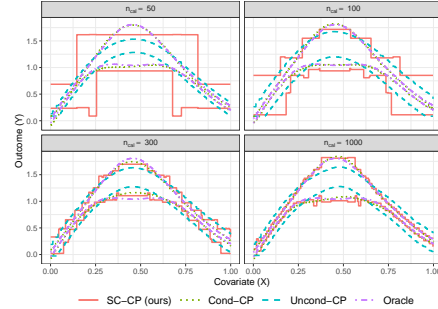 n_cal = 50
n_cal = 100
1.5
1.0
0.5
0.0
Outcome (Y)
n_cal = 300
n_cal = 1000
1.5
1.0
0.5
0.0
0.00 0.25 0.50 0.75 1.00 0.00 0.25 0.50 0.75 1.00
Covariate (X)
SC−CP (ours) Cond−CP Uncond−CP Oracle